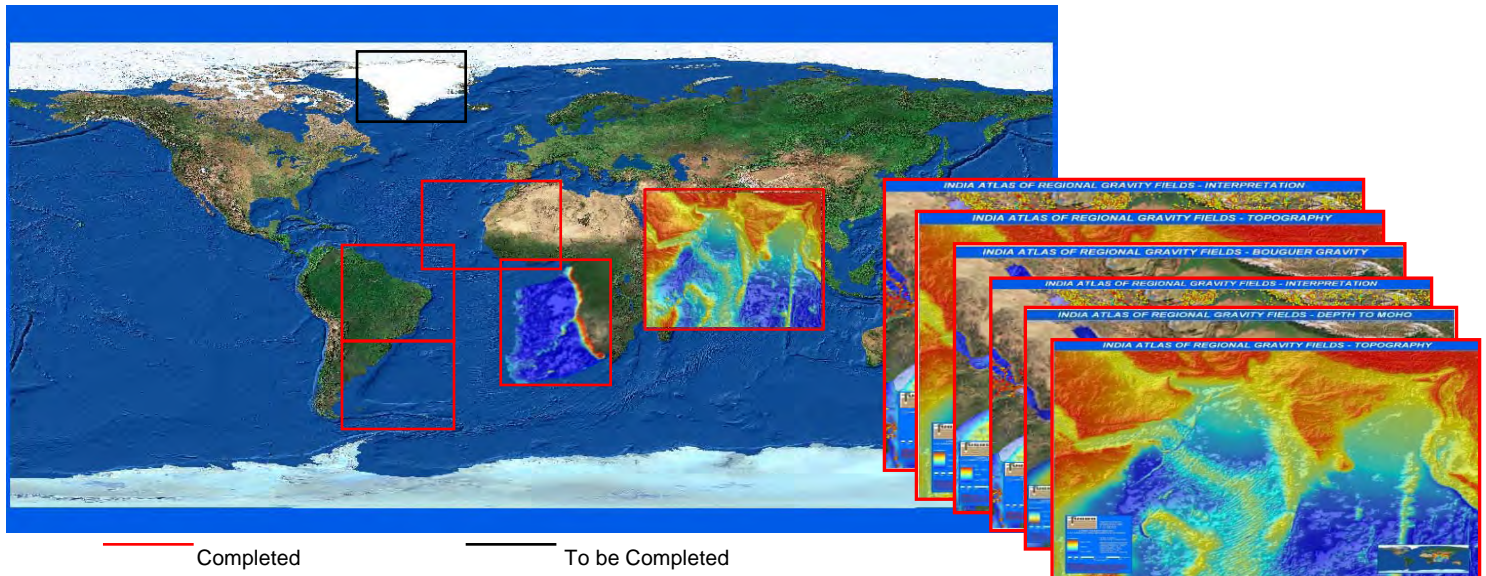 INDIA ATLAS OF REGIONAL GRAVITY FIELDS - INTERPRETATION
INDIA ATLAS OF REGIONAL GRAVITY FIELDS - TOPOGRAPHY
INDIA ATLAS OF REGIONAL GRAVITY FIELDS - BOUGUER GRAVITY
INDIA ATLAS OF REGIONAL GRAVITY FIELDS - INTERPRETATION
INDIA ATLAS OF REGIONAL GRAVITY FIELDS - DEPTH TO MOHO
INDIA ATLAS OF REGIONAL GRAVITY FIELDS - TOPOGRAPHY
Completed
To be Completed